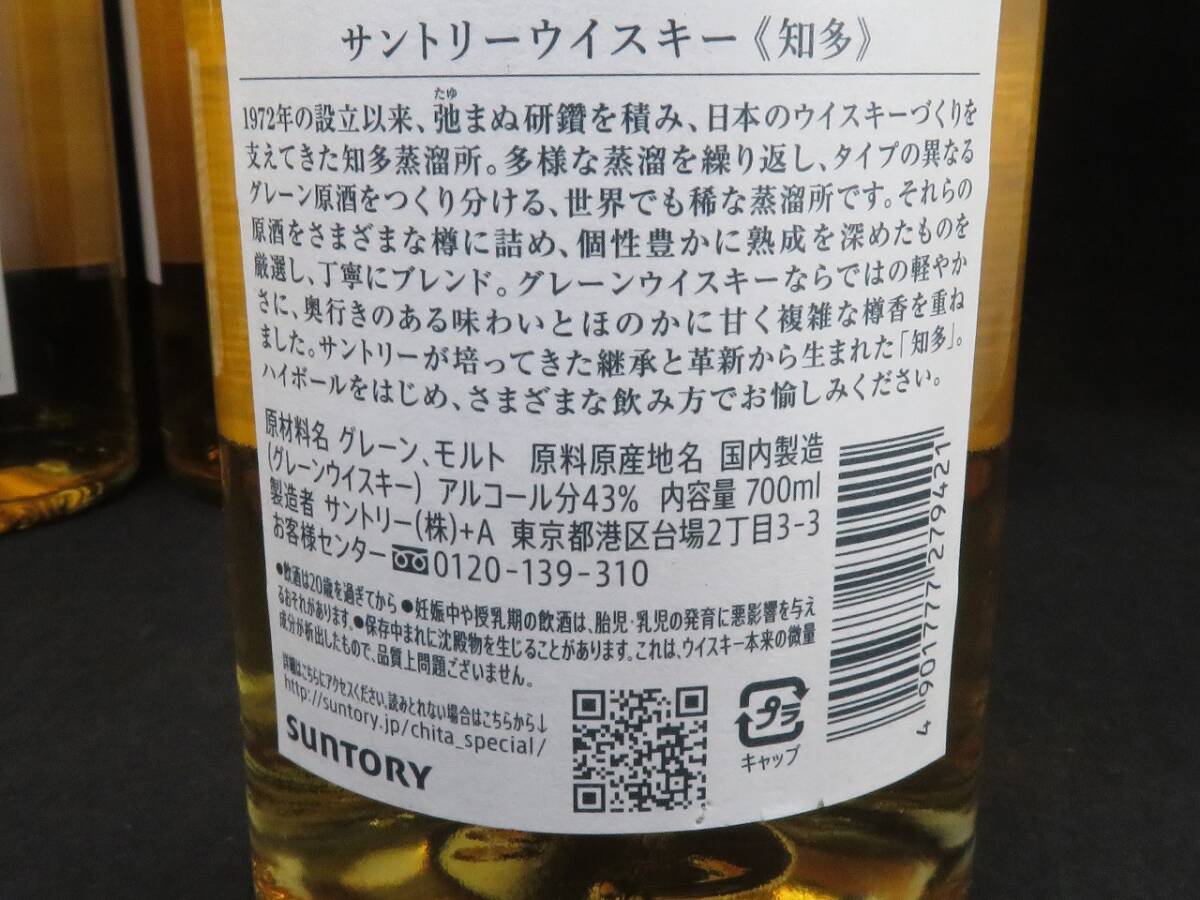 サントリーウイスキー《知多》
たゆ
1972年の設立以来、弛まぬ研鑽を積み、日本のウイスキーづくりを
支えてきた知多蒸溜所。多様な蒸溜を繰り返し、タイプの異なる
グレーン原酒をつくり分ける、世界でも稀な蒸溜所です。それらの
原酒をさまざまな樽に詰め、個性豊かに熟成を深めたものを
厳選し、丁寧にブレンド。グレーンウイスキーならではの軽やか
さに、奥行きのある味わいとほのかに甘く複雑な樽香を重ね
ました。サントリーが培ってきた継承と革新から生まれた「知多」。
ハイボールをはじめ、さまざまな飲み方でお愉しみください。
原材料名 グレーン、モルト 原料原産地名 国内製造
(グレーンウイスキー) アルコール分43% 内容量 700ml
製造者 サントリー(株)+A 東京都港区台場2丁目3-3
お客様センター 0120-139-310
●飲酒は20歳を過ぎてから ●妊娠中や授乳期の飲酒は、胎児・乳児の発育に悪影響を与え
るおそれがあります。●保存中まれに沈殿物を生じることがあります。これは、ウイスキー本来の微量
成分が析出したもので、品質上問題ございません。
詳細はこちらにアクセスください。読みとれない場合はこちらから↓
http://suntory.jp/chita_special/
SUNTORY
プラ
キャップ
4901777279421